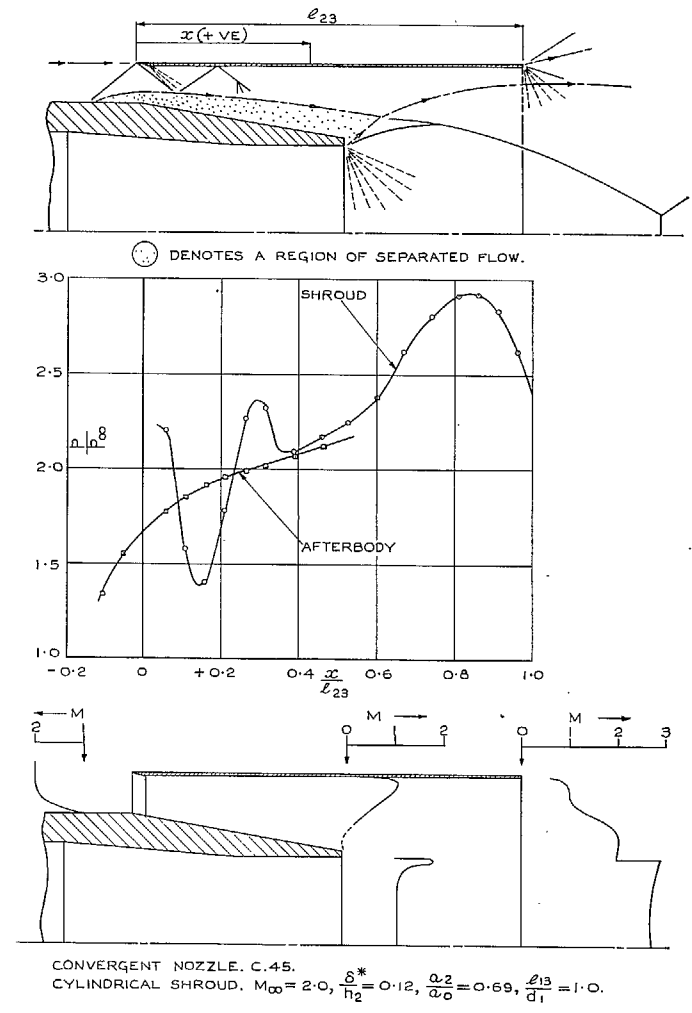 ℓ₂₃
x (+ VE)
DENOTES A REGION OF SEPARATED FLOW.
3·0
SHROUD
2·5
p/p∞
2·0
AFTERBODY
1·5
1·0
-0·2 0 +0·2 0·4 x/ℓ₂₃ 0·6 0·8 1·0
M M M
2 0 2 0 1 2 3
CONVERGENT NOZZLE. C.45.
CYLINDRICAL SHROUD. M∞ = 2·0, δ*/h₂ = 0·12, a₂/a₀ = 0·69, ℓ₁₃/d₁ = 1·0.